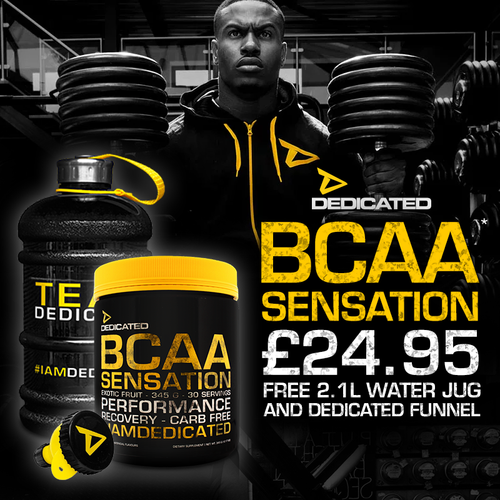 DEDICATED
BCAA*
SENSATION
£24.95
FREE 2.1L WATER JUG
AND DEDICATED FUNNEL
TEA
DEDIC
#IAMDED
DEDICATED
BCAA
SENSATION
EXOTIC FRUIT - 345 G - 30 SERVINGS
PERFORMANCE
RECOVERY - CARB FREE
#IAMDEDICATED